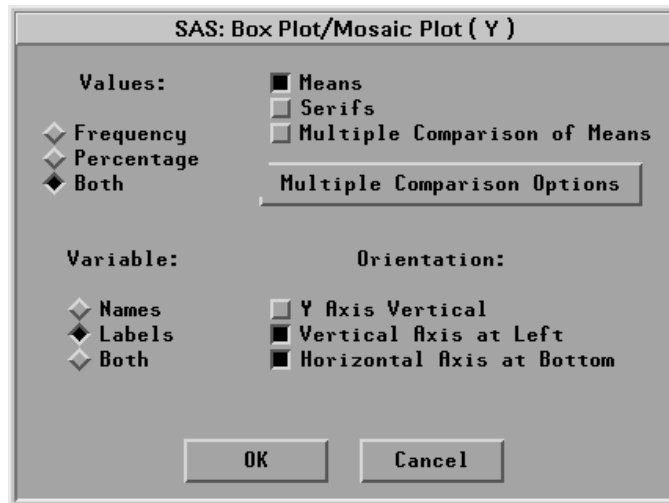 SAS: Box Plot/Mosaic Plot ( Y )
Values:
Frequency
Percentage
Both
Means
Serifs
Multiple Comparison of Means
Multiple Comparison Options
Variable:
Names
Labels
Both
Orientation:
Y Axis Vertical
Vertical Axis at Left
Horizontal Axis at Bottom
OK
Cancel